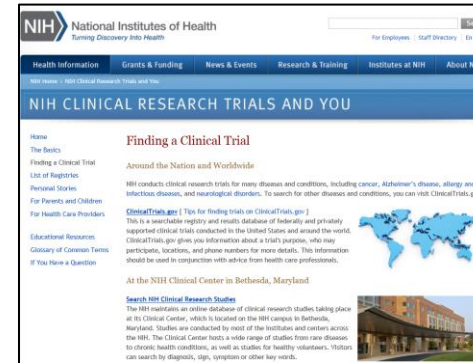 NIH
National Institutes of Health
Turning Discovery Into Health
For Employees | Staff Directory | En
Health Information Grants & Funding News & Events Research & Training Institutes at NIH About N
NIH Home > NIH Clinical Research Trials and You
NIH CLINICAL RESEARCH TRIALS AND YOU
Home
The Basics
Finding a Clinical Trial
List of Registries
Personal Stories
For Parents and Children
For Health Care Providers
Educational Resources
Glossary of Common Terms
If You Have a Question
Finding a Clinical Trial
Around the Nation and Worldwide
NIH conducts clinical research trials for many diseases and conditions, including cancer, Alzheimer's disease, allergy and
infectious diseases, and neurological disorders. To search for other diseases and conditions, you can visit ClinicalTrials.g
ClinicalTrials.gov [ Tips for finding trials on ClinicalTrials.gov ]
This is a searchable registry and results database of federally and privately
supported clinical trials conducted in the United States and around the world.
ClinicalTrials.gov gives you information about a trial's purpose, who may
participate, locations, and phone numbers for more details. This information
should be used in conjunction with advice from health care professionals.
At the NIH Clinical Center in Bethesda, Maryland
Search NIH Clinical Research Studies
The NIH maintains an online database of clinical research studies taking place
at its Clinical Center, which is located on the NIH campus in Bethesda,
Maryland. Studies are conducted by most of the institutes and centers across
the NIH. The Clinical Center hosts a wide range of studies from rare diseases
to chronic health conditions, as well as studies for healthy volunteers. Visitors
can search by diagnosis, sign, symptom or other key words.